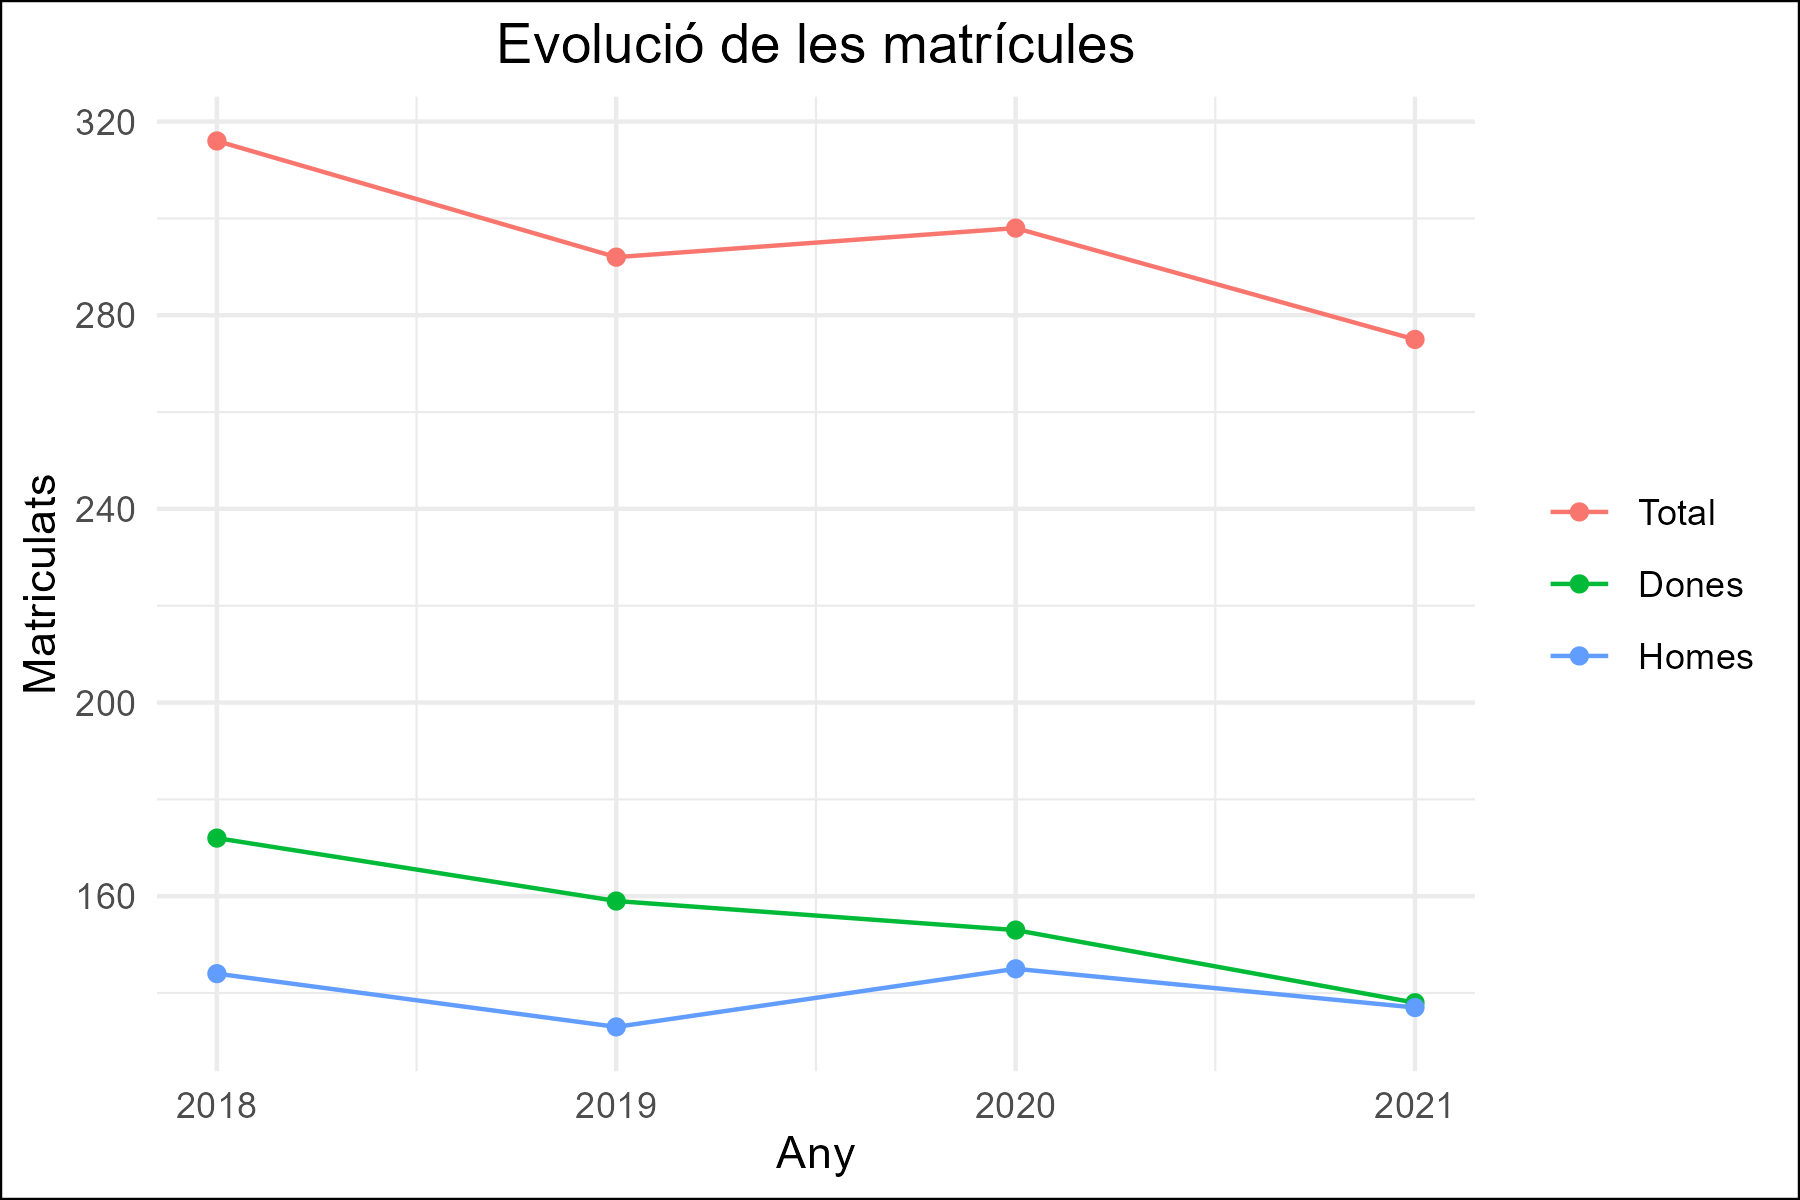 Evolució de les matrícules
320
280
240
200
160
Matriculats
2018 2019 2020 2021
Any
Total
Dones
Homes